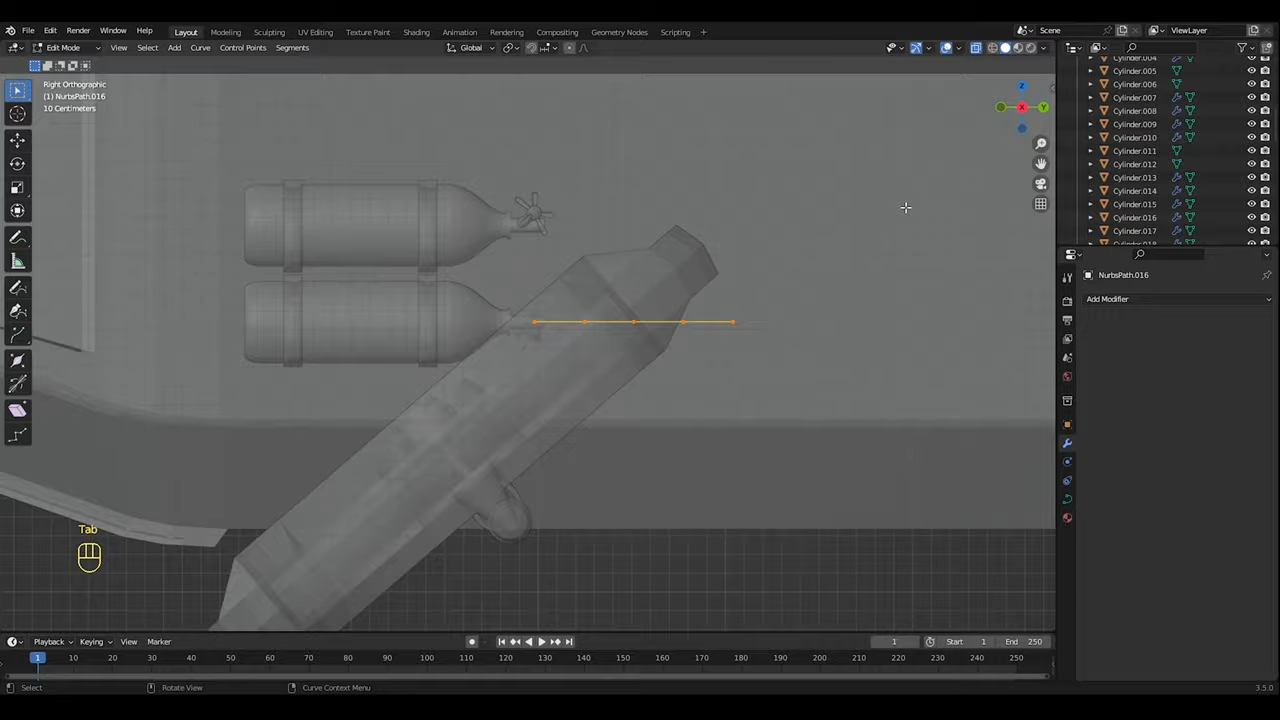 File Edit Render Window Help Layout Modeling Sculpting UV Editing Texture Paint Shading Animation Rendering Compositing Geometry Nodes Scripting + Scene ViewLayer
Edit Mode View Select Add Curve Control Points Segments Global
Right Orthographic
(1) NurbsPath.016
10 Centimeters
Z
X
Y
Cylinder.004
Cylinder.005
Cylinder.006
Cylinder.007
Cylinder.008
Cylinder.009
Cylinder.010
Cylinder.011
Cylinder.012
Cylinder.013
Cylinder.014
Cylinder.015
Cylinder.016
Cylinder.017
Cylinder.018
NurbsPath.016
Add Modifier
Tab
Playback Keying View Marker 1 Start 1 End 250
1 10 20 30 40 50 60 70 80 90 100 110 120 130 140 150 160 170 180 190 200 210 220 230 240 250
Select Rotate View Curve Context Menu 3.5.0